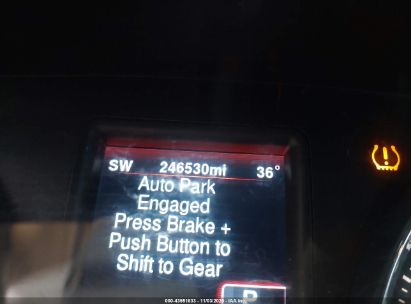 SW 246530mi 36°
Auto Park
Engaged
Press Brake +
Push Button to
Shift to Gear
P